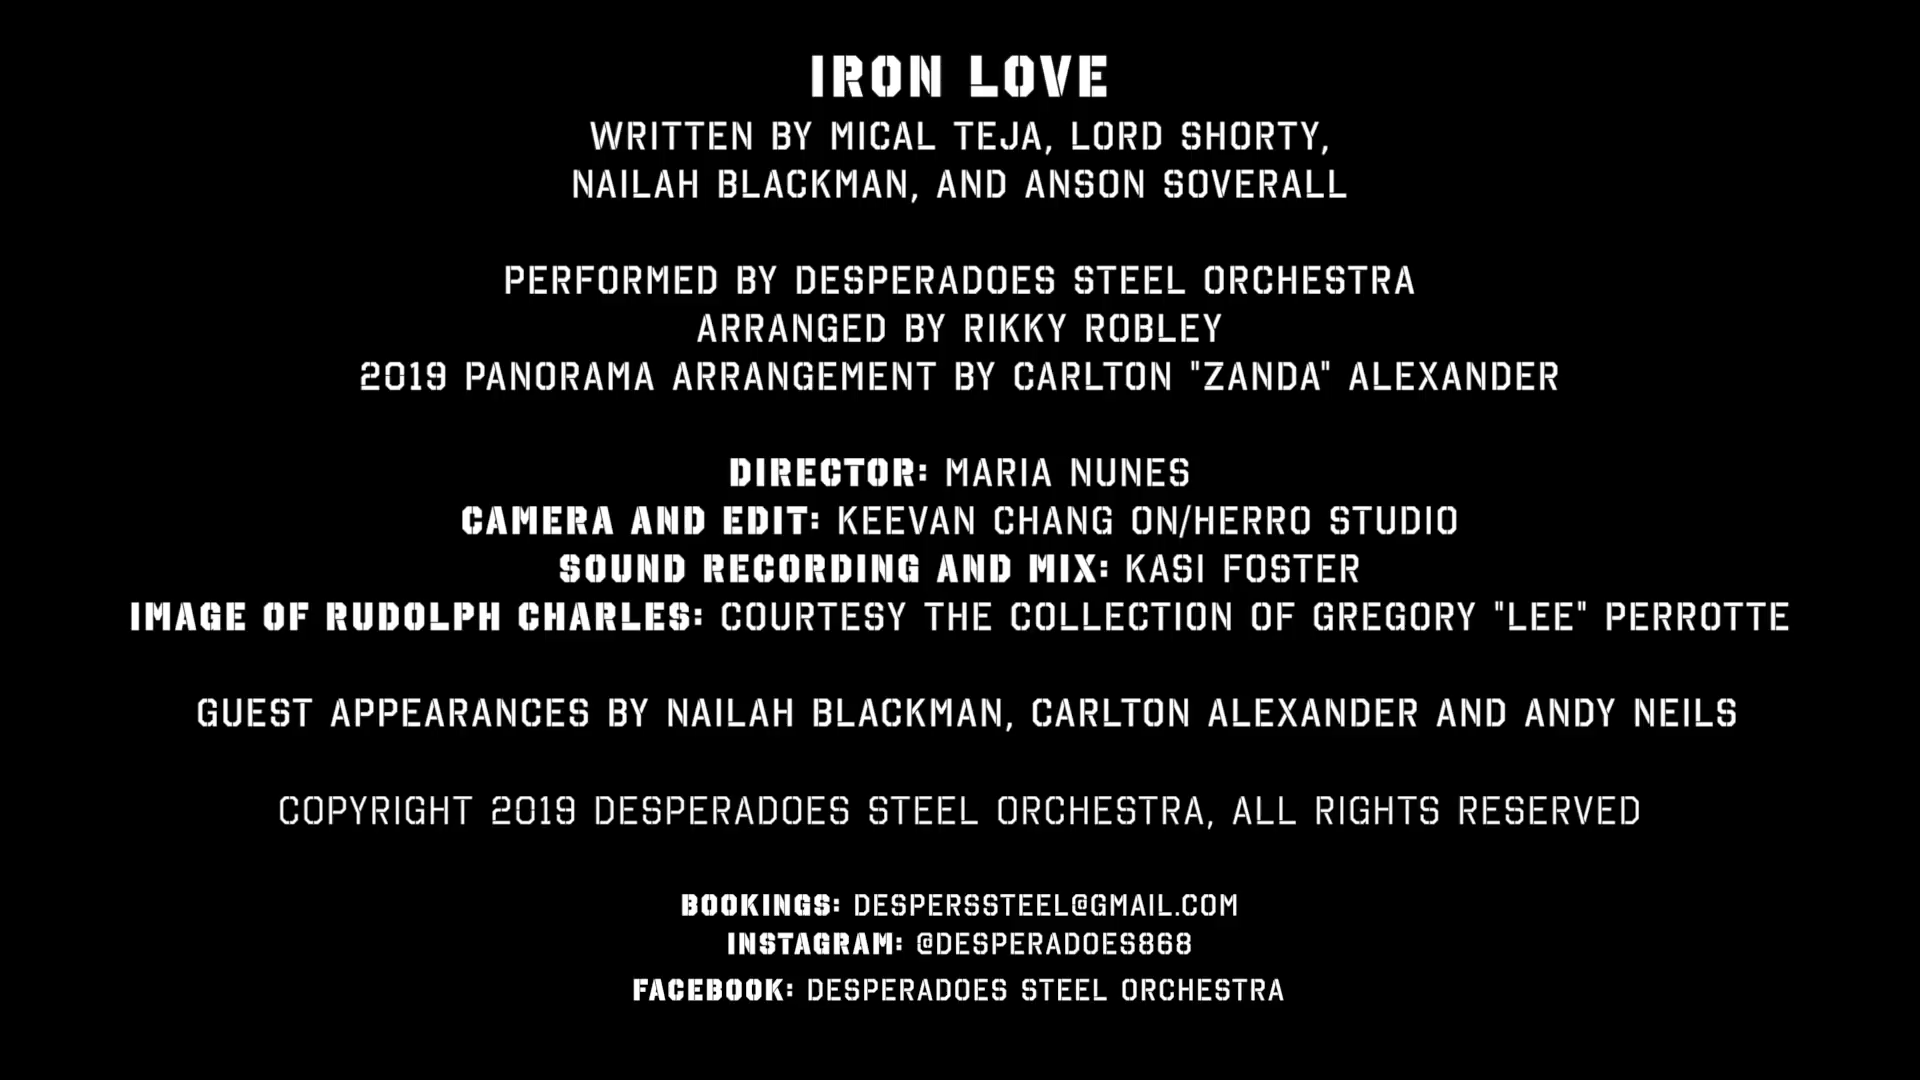 IRON LOVE
WRITTEN BY MICAL TEJA, LORD SHORTY,
NAILAH BLACKMAN, AND ANSON SOVERALL
PERFORMED BY DESPERADOES STEEL ORCHESTRA
ARRANGED BY RIKKY ROBLEY
2019 PANORAMA ARRANGEMENT BY CARLTON "ZANDA" ALEXANDER
DIRECTOR: MARIA NUNES
CAMERA AND EDIT: KEEVAN CHANG ON/HERRO STUDIO
SOUND RECORDING AND MIX: KASI FOSTER
IMAGE OF RUDOLPH CHARLES: COURTESY THE COLLECTION OF GREGORY "LEE" PERROTTE
GUEST APPEARANCES BY NAILAH BLACKMAN, CARLTON ALEXANDER AND ANDY NEILS
COPYRIGHT 2019 DESPERADOES STEEL ORCHESTRA, ALL RIGHTS RESERVED
BOOKINGS: DESPERSSTEEL@GMAIL.COM
INSTAGRAM: @DESPERADOES868
FACEBOOK: DESPERADOES STEEL ORCHESTRA